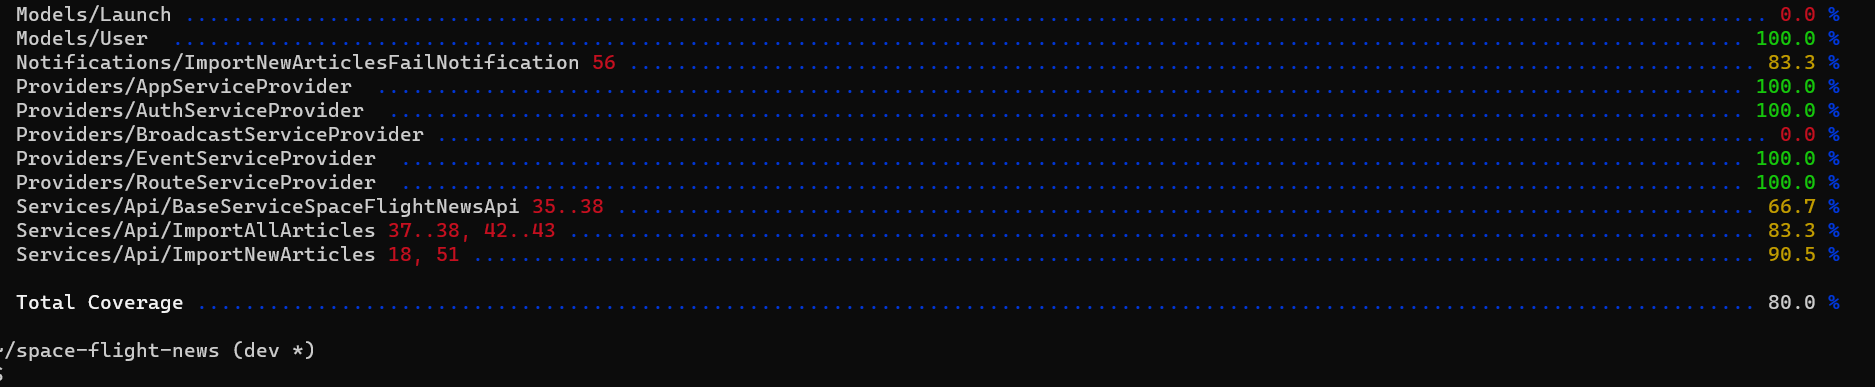 Models/Launch ........ 0.0 %
Models/User ........ 100.0 %
Notifications/ImportNewArticlesFailNotification 56 ........ 83.3 %
Providers/AppServiceProvider ........ 100.0 %
Providers/AuthServiceProvider ........ 100.0 %
Providers/BroadcastServiceProvider ........ 0.0 %
Providers/EventServiceProvider ........ 100.0 %
Providers/RouteServiceProvider ........ 100.0 %
Services/Api/BaseServiceSpaceFlightNewsApi 35..38 ........ 66.7 %
Services/Api/ImportAllArticles 37..38, 42..43 ........ 83.3 %
Services/Api/ImportNewArticles 18, 51 ........ 90.5 %
Total Coverage ........ 80.0 %
~/space-flight-news (dev *)
$